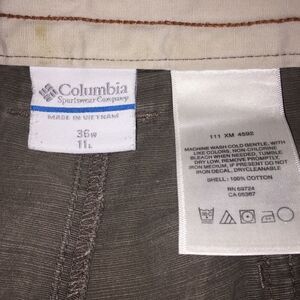 Columbia
Sportswear Company
MADE IN VIETNAM
36W
11L
111 XM 4592
MACHINE WASH COLD GENTLE, WITH
LIKE COLORS, NON-CHLORINE
BLEACH WHEN NEEDED, TUMBLE
DRY LOW, REMOVE PROMPTLY,
IRON MEDIUM, IF PRESENT DO NOT
IRON DECAL, DRYCLEANABLE
SHELL: 100% COTTON
RN 69724
CA 05367